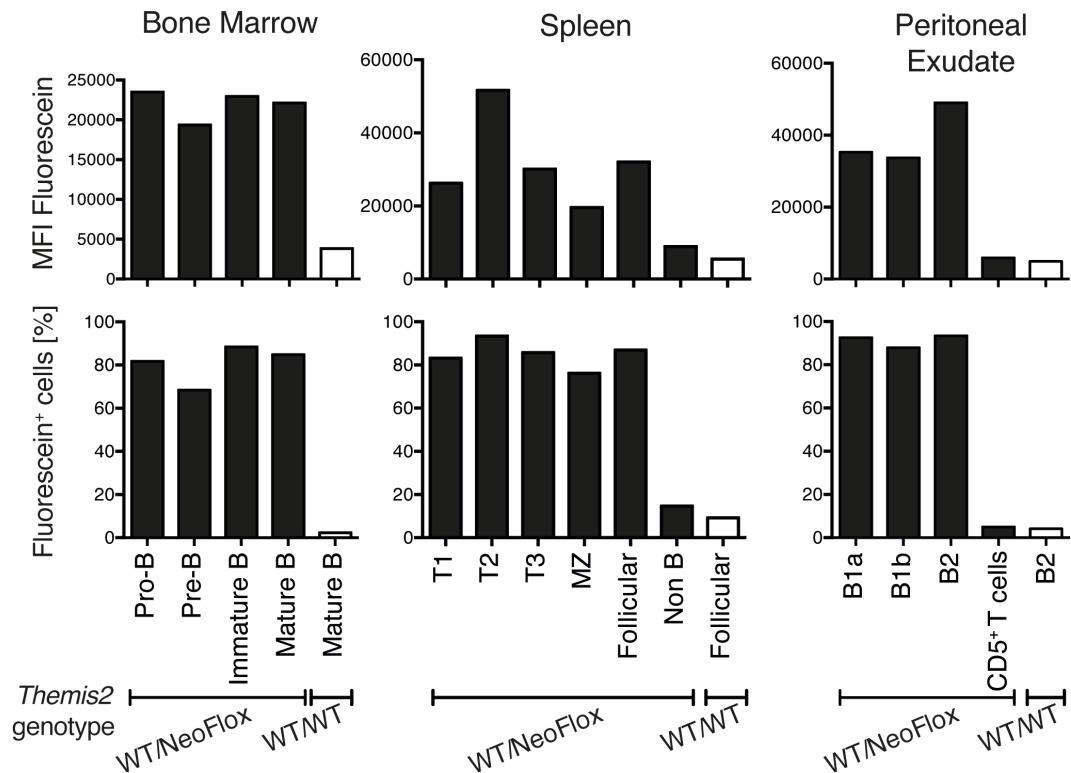 Bone Marrow
Spleen
Peritoneal
Exudate
MFI Fluorescein
25000
20000
15000
10000
5000
0
60000
40000
20000
0
60000
40000
20000
0
Fluorescein⁺ cells [%]
100
80
60
40
20
0
100
80
60
40
20
0
100
80
60
40
20
0
Pro-B
Pre-B
Immature B
Mature B
Mature B
T1
T2
T3
MZ
Follicular
Non B
Follicular
B1a
B1b
B2
CD5⁺ T cells
B2
Themis2
genotype
WT/NeoFlox
WT/WT
WT/NeoFlox
WT/WT
WT/NeoFlox
WT/WT